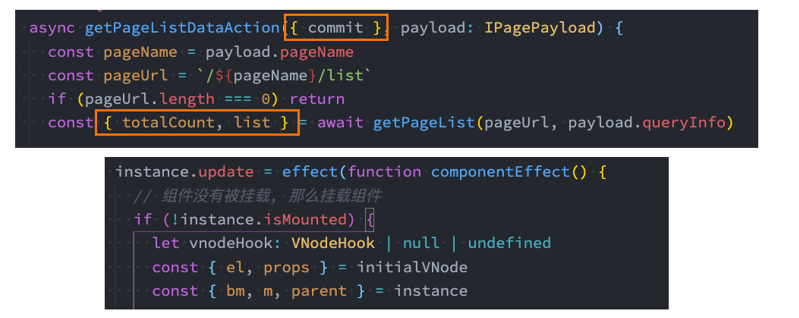 async getPageListDataAction({ commit }, payload: IPagePayload) {
const pageName = payload.pageName
const pageUrl = `/${pageName}/list`
if (pageUrl.length === 0) return
const { totalCount, list } = await getPageList(pageUrl, payload.queryInfo)
instance.update = effect(function componentEffect() {
// 组件没有被挂载, 那么挂载组件
if (!instance.isMounted) {
let vnodeHook: VNodeHook | null | undefined
const { el, props } = initialVNode
const { bm, m, parent } = instance